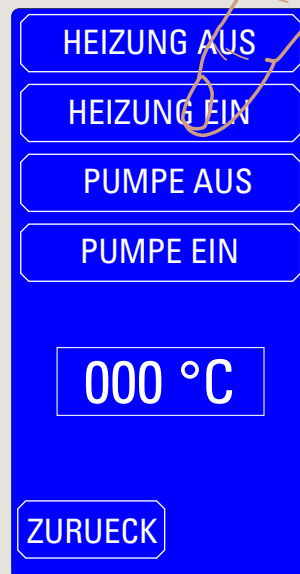 HEIZUNG AUS
HEIZUNG EIN
PUMPE AUS
PUMPE EIN
000 °C
ZURUECK